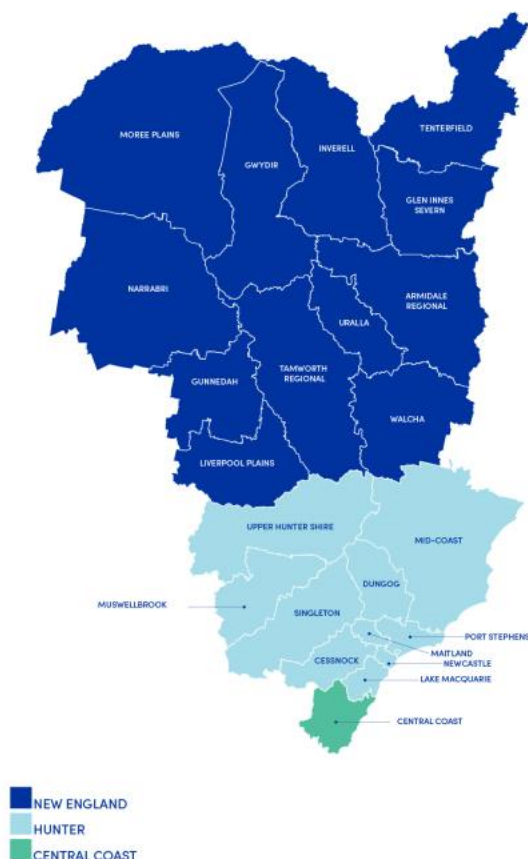 TENTERFIELD
MOREE PLAINS
INVERELL
GWYDIR
GLEN INNES
SEVERN
NARRABRI
ARMIDALE
REGIONAL
URALLA
TAMWORTH
REGIONAL
GUNNEDAH
WALCHA
LIVERPOOL PLAINS
UPPER HUNTER SHIRE
MID-COAST
DUNGOG
MUSWELLBROOK
SINGLETON
PORT STEPHENS
MAITLAND
CESSNOCK
NEWCASTLE
LAKE MACQUARIE
CENTRAL COAST
NEW ENGLAND
HUNTER
CENTRAL COAST